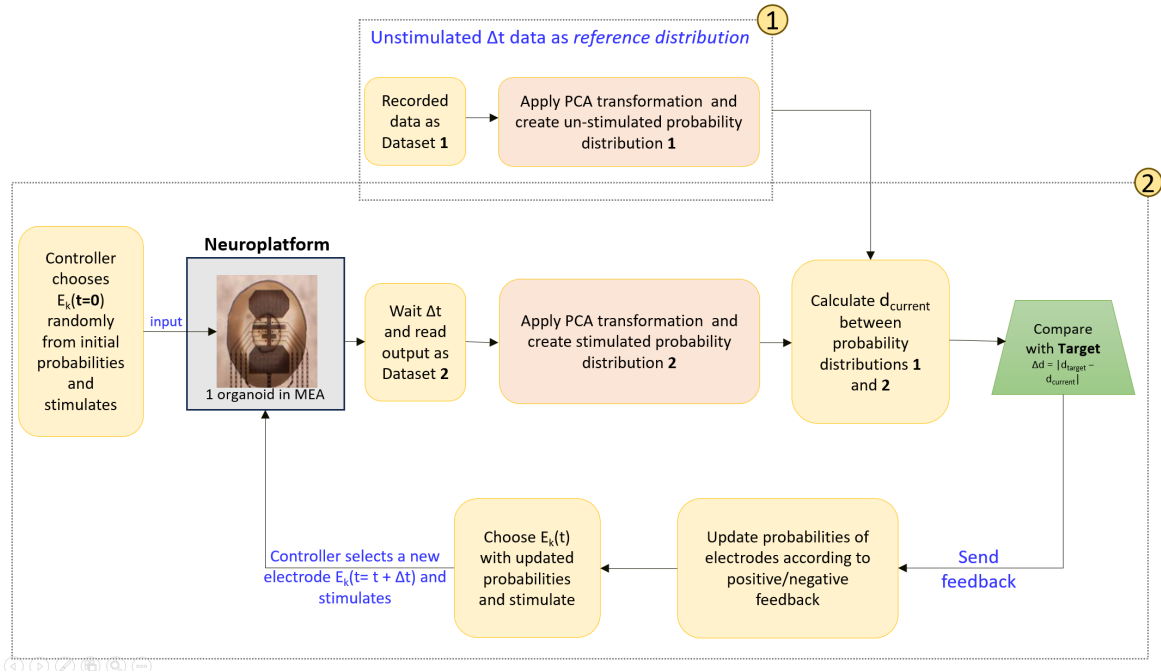 1
Unstimulated Δt data as reference distribution
Recorded
data as
Dataset 1
Apply PCA transformation and
create un-stimulated probability
distribution 1
2
Controller
chooses
Eₖ(t=0)
randomly
from initial
probabilities
and
stimulates
input
Neuroplatform
1 organoid in MEA
Wait Δt
and read
output as
Dataset 2
Apply PCA transformation and
create stimulated probability
distribution 2
Calculate d_current
between
probability
distributions 1
and 2
Compare
with Target
Δd = |d_target −
d_current|
Send
feedback
Update probabilities of
electrodes according to
positive/negative
feedback
Choose Eₖ(t)
with updated
probabilities
and stimulate
Controller selects a new
electrode Eₖ(t= t + Δt) and
stimulates